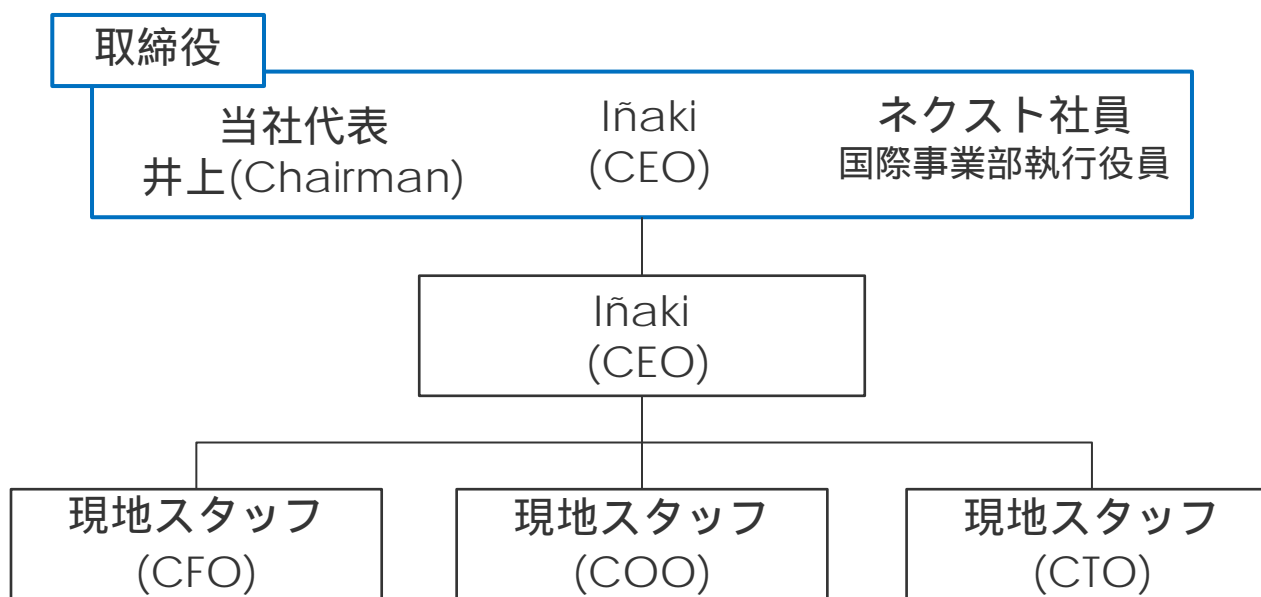 取締役
当社代表
井上(Chairman)
Iñaki
(CEO)
ネクスト社員
国際事業部執行役員
Iñaki
(CEO)
現地スタッフ
(CFO)
現地スタッフ
(COO)
現地スタッフ
(CTO)